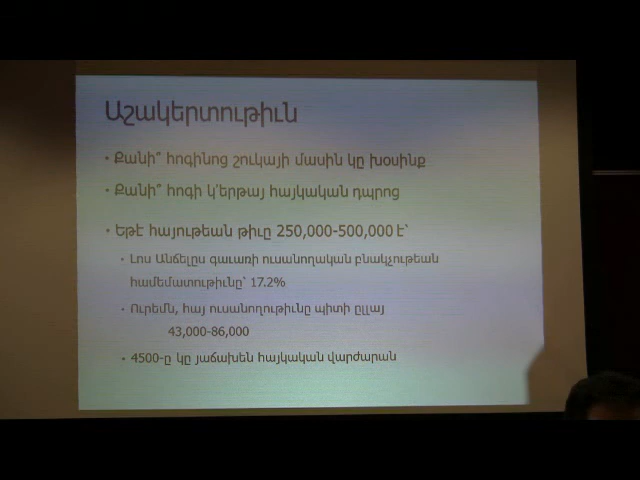 Աշակերտութիւն
• Քանի՞ հոգինոց շուկայի մասին կը խօսինք
• Քանի՞ հոգի կ՚երթայ հայկական դպրոց
• Եթէ հայութեան թիւը 250,000-500,000 է՝
• Լոս Անճելըս գաւառի ուսանողական բնակչութեան
համեմատութիւնը՝ 17.2%
• Ուրեմն, հայ ուսանողութիւնը պիտի ըլլայ
43,000-86,000
• 4500-ը կը յաճախեն հայկական վարժարան